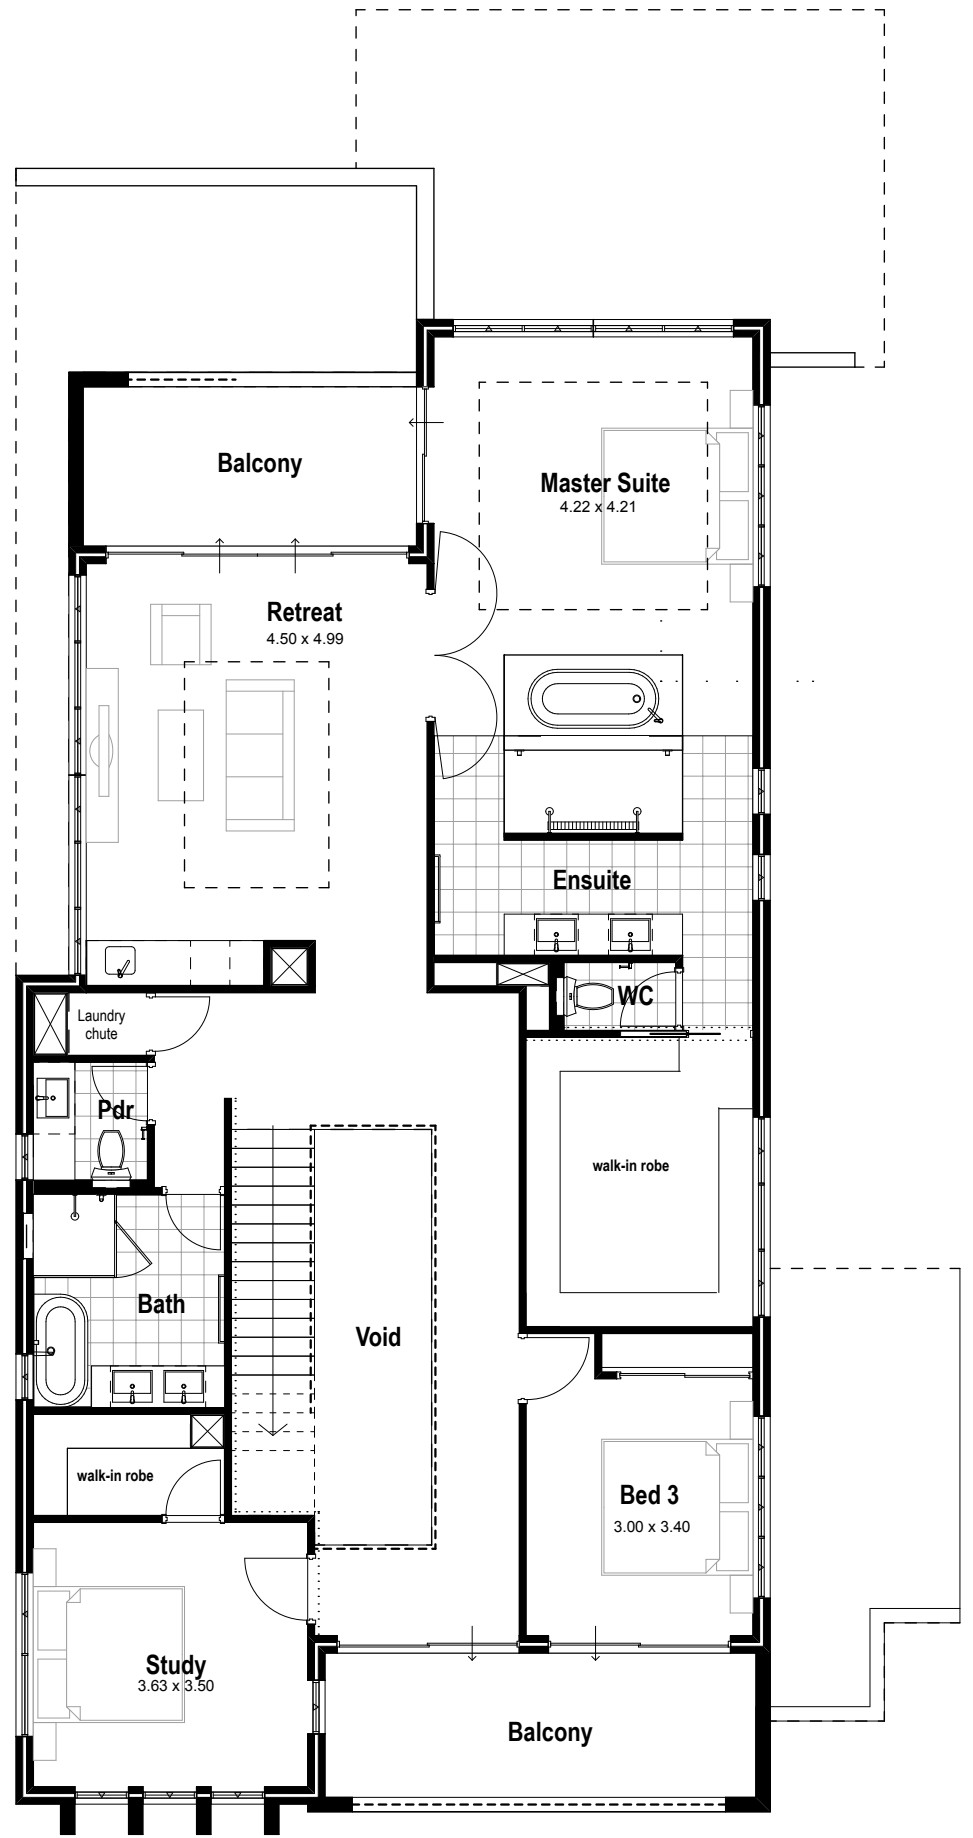 Balcony
Master Suite
4.22 x 4.21
Retreat
4.50 x 4.99
Ensuite
WC
Laundry
chute
Pdr
walk-in robe
Bath
Void
walk-in robe
Bed 3
3.00 x 3.40
Study
3.63 x 3.50
Balcony